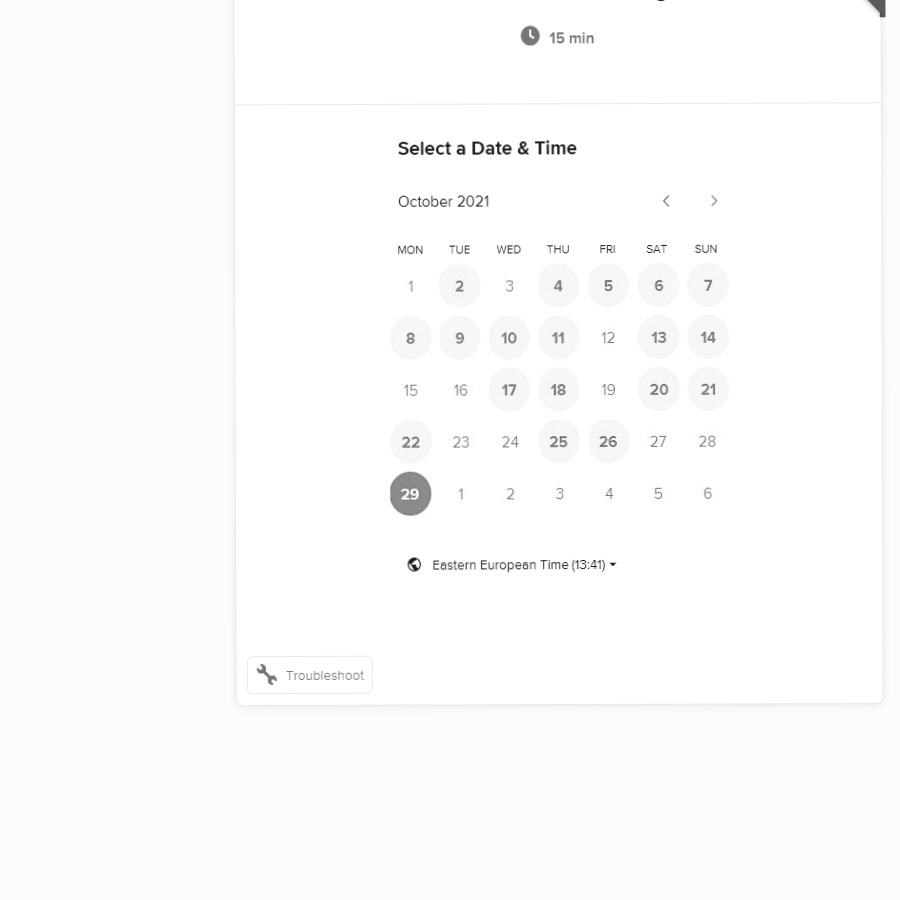 15 min
Select a Date & Time
October 2021
MON TUE WED THU FRI SAT SUN
1 2 3 4 5 6 7
8 9 10 11 12 13 14
15 16 17 18 19 20 21
22 23 24 25 26 27 28
29 1 2 3 4 5 6
Eastern European Time (13:41)
Troubleshoot